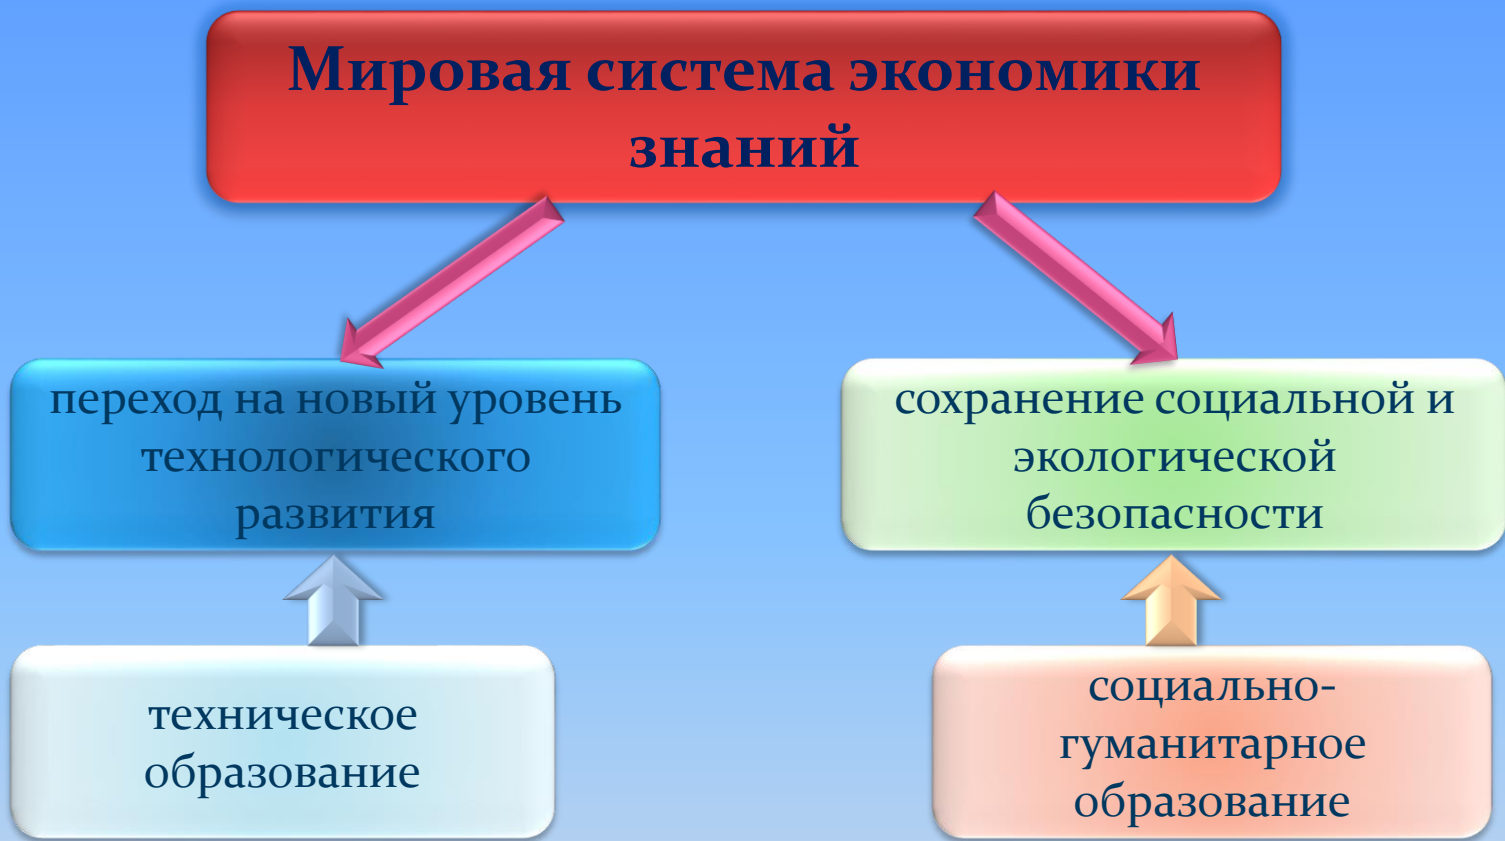 Мировая система экономики
знаний
переход на новый уровень
технологического
развития
сохранение социальной и
экологической
безопасности
техническое
образование
социально-
гуманитарное
образование